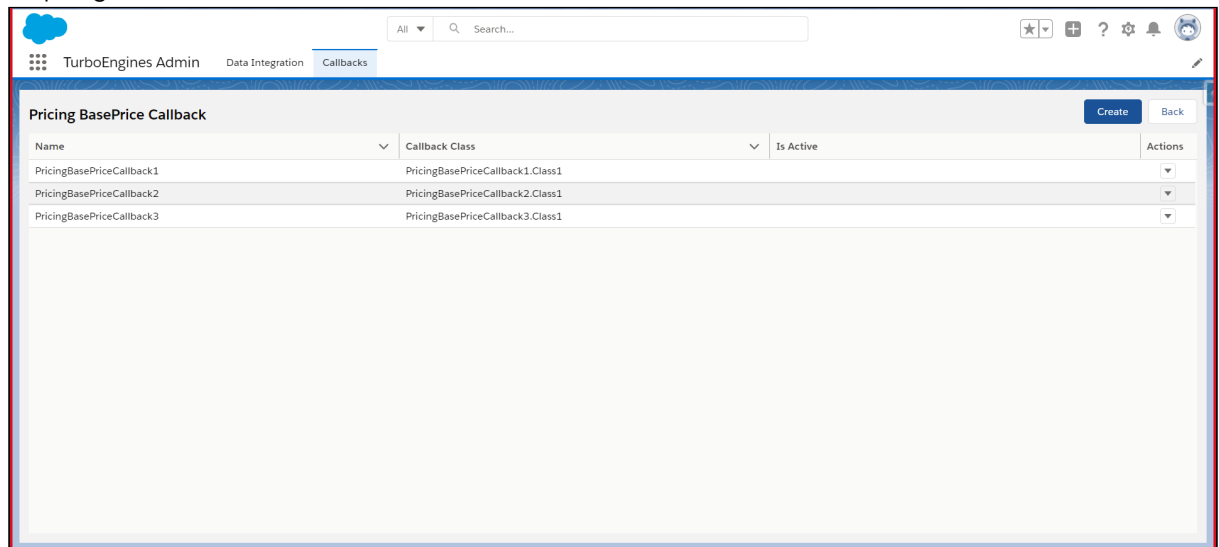 All Search...
TurboEngines Admin Data Integration Callbacks
Pricing BasePrice Callback Create Back
Name Callback Class Is Active Actions
PricingBasePriceCallback1 PricingBasePriceCallback1.Class1
PricingBasePriceCallback2 PricingBasePriceCallback2.Class1
PricingBasePriceCallback3 PricingBasePriceCallback3.Class1